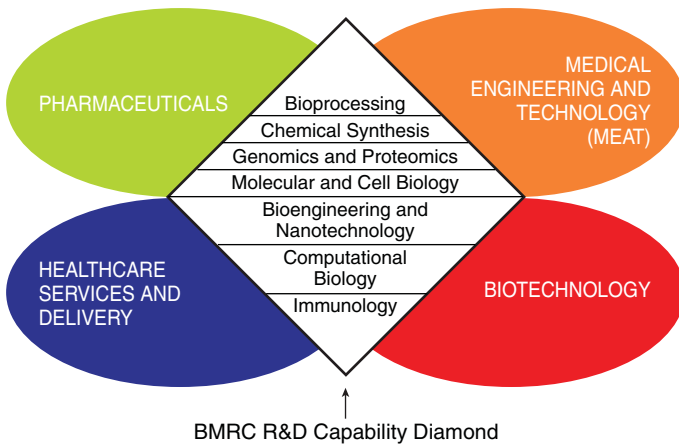 PHARMACEUTICALS
MEDICAL
ENGINEERING AND
TECHNOLOGY
(MEAT)
Bioprocessing
Chemical Synthesis
Genomics and Proteomics
Molecular and Cell Biology
Bioengineering and
Nanotechnology
Computational
Biology
Immunology
HEALTHCARE
SERVICES AND
DELIVERY
BIOTECHNOLOGY
BMRC R&D Capability Diamond